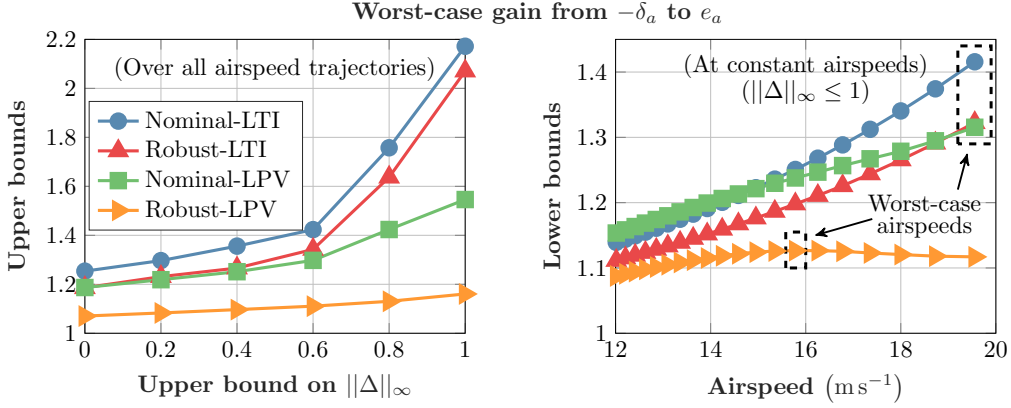 Worst-case gain from −δₐ to eₐ
2.2
2
1.8
1.6
1.4
1.2
1
Upper bounds
(Over all airspeed trajectories)
Nominal-LTI
Robust-LTI
Nominal-LPV
Robust-LPV
0 0.2 0.4 0.6 0.8 1
Upper bound on ||Δ||∞
1.4
1.3
1.2
1.1
1
Lower bounds
(At constant airspeeds)
(||Δ||∞ ≤ 1)
Worst-case
airspeeds
12 14 16 18 20
Airspeed (m s⁻¹)